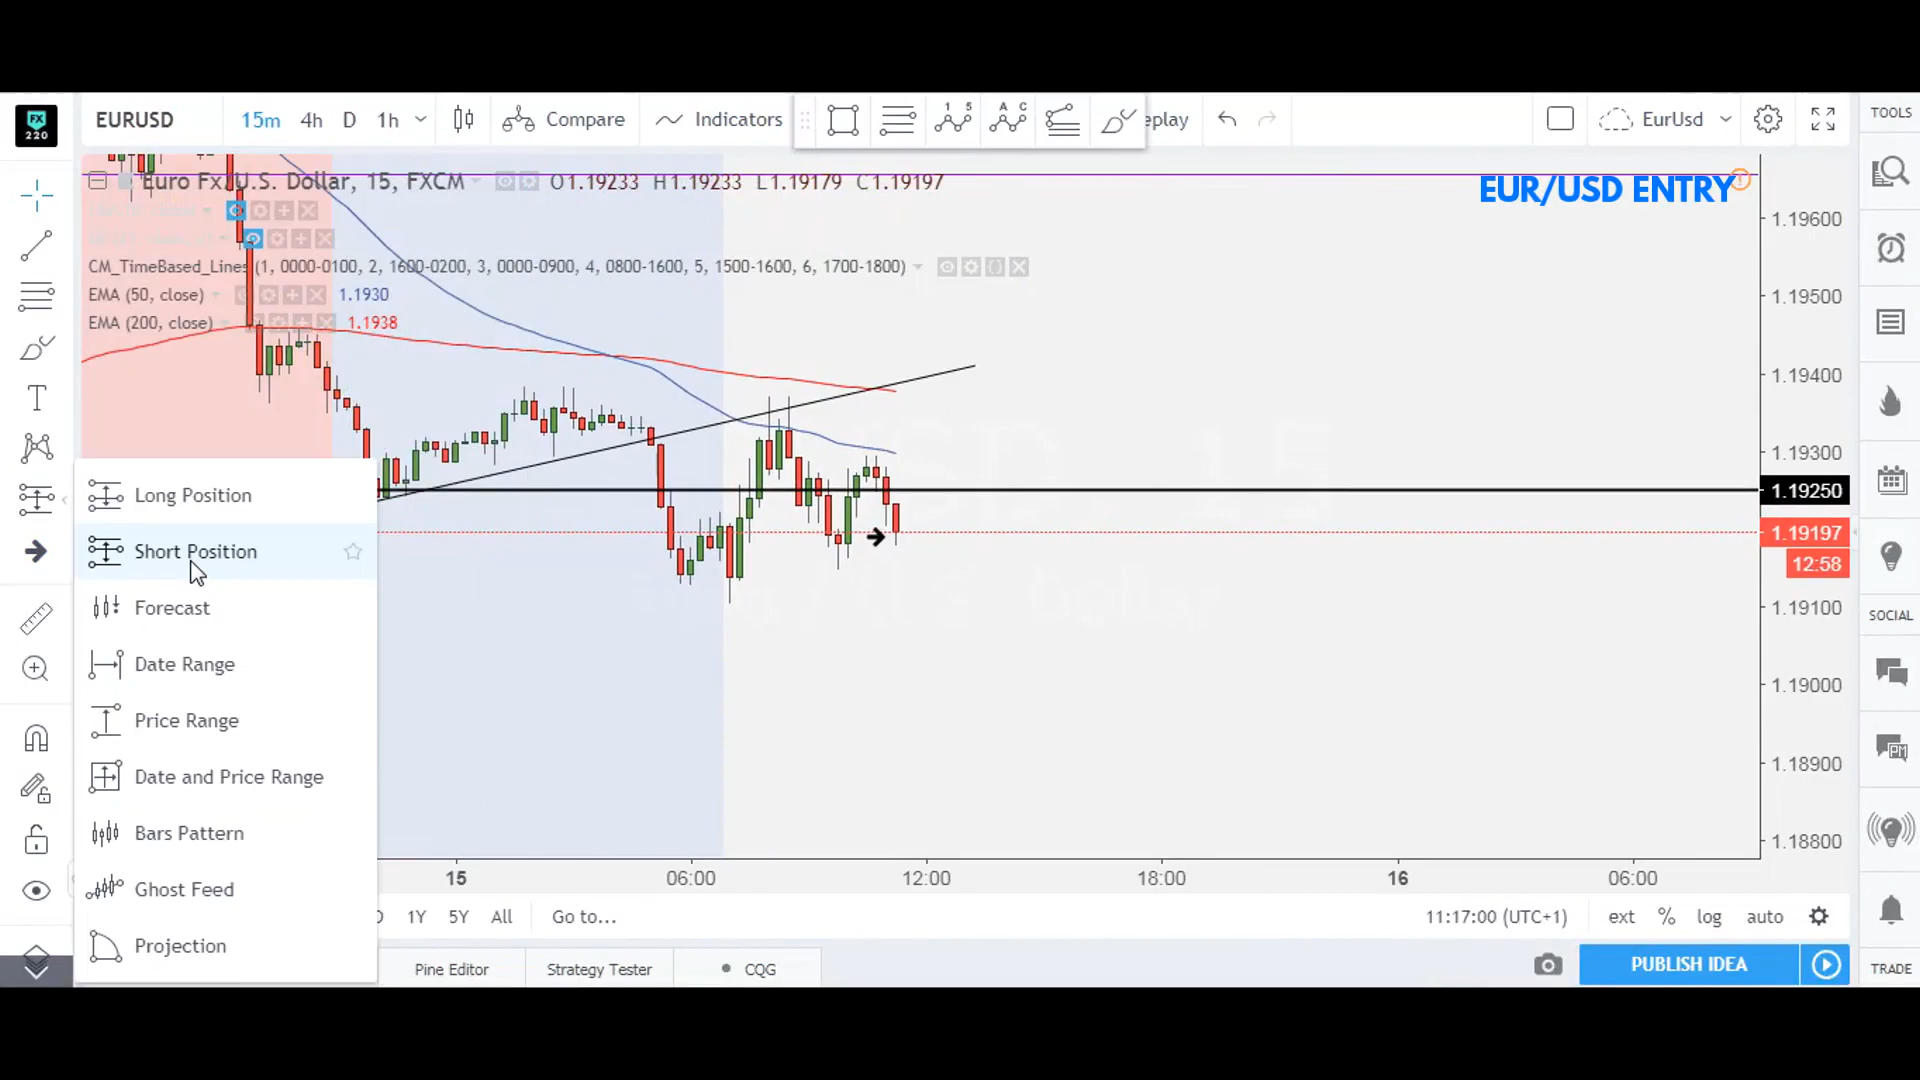 FX
220
EURUSD
15m 4h D 1h
Compare
Indicators
1 5
A C
eplay
EurUsd
TOOLS
Euro Fx/U.S. Dollar, 15, FXCM O1.19233 H1.19233 L1.19179 C1.19197
EUR/USD ENTRY
CM_TimeBased_Lines (1, 0000-0100, 2, 1600-0200, 3, 0000-0900, 4, 0800-1600, 5, 1500-1600, 6, 1700-1800)
EMA (50, close) 1.1930
EMA (200, close) 1.1938
1.19600
1.19500
1.19400
1.19300
1.19250
1.19197
12:58
1.19100
1.19000
1.18900
1.18800
Long Position
Short Position
Forecast
Date Range
Price Range
Date and Price Range
Bars Pattern
Ghost Feed
Projection
SOCIAL
PM
15 06:00 12:00 18:00 16 06:00
1Y 5Y All Go to...
11:17:00 (UTC+1) ext % log auto
Pine Editor Strategy Tester CQG
PUBLISH IDEA
TRADE